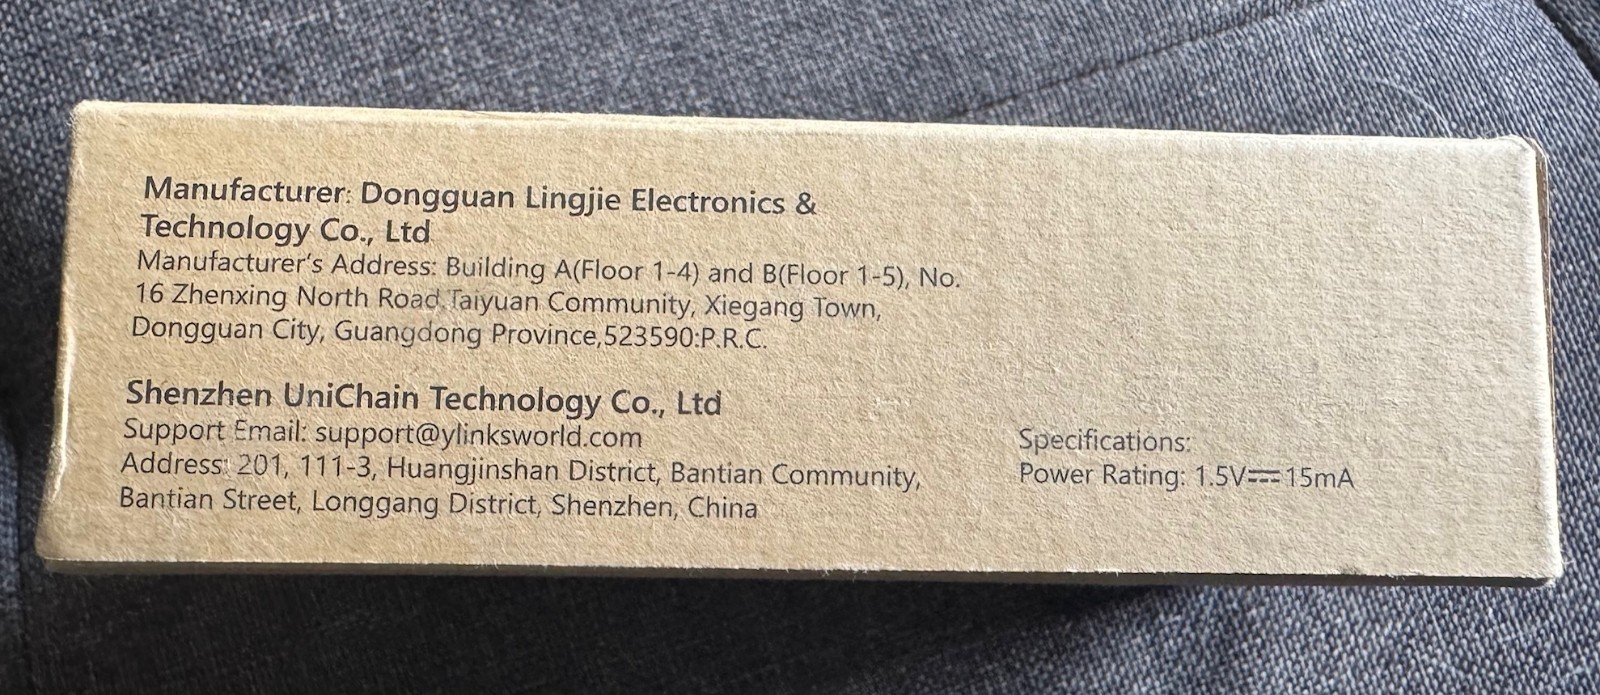 Manufacturer: Dongguan Lingjie Electronics &
Technology Co., Ltd
Manufacturer's Address: Building A(Floor 1-4) and B(Floor 1-5), No.
16 Zhenxing North Road,Taiyuan Community, Xiegang Town,
Dongguan City, Guangdong Province,523590:P.R.C.
Shenzhen UniChain Technology Co., Ltd
Support Email: support@ylinksworld.com
Address: 201, 111-3, Huangjinshan District, Bantian Community,
Bantian Street, Longgang District, Shenzhen, China
Specifications:
Power Rating: 1.5V⎓15mA